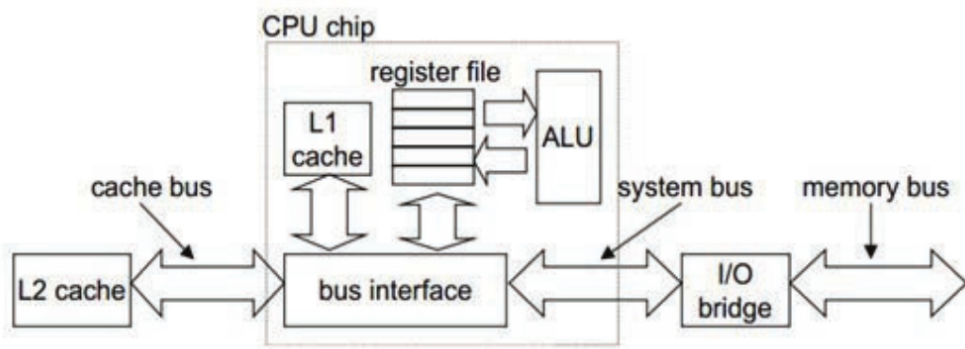 CPU chip
register file
L1
cache
ALU
cache bus
system bus
memory bus
L2 cache
bus interface
I/O
bridge